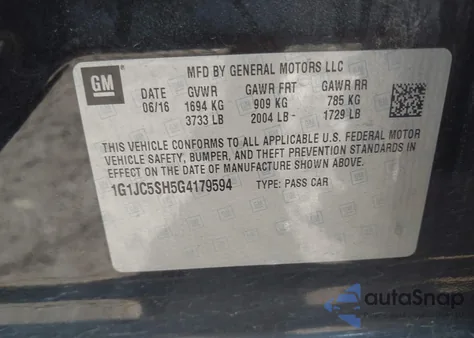 GM
MFD BY GENERAL MOTORS LLC
DATE GVWR GAWR FRT GAWR RR
06/16 1694 KG 909 KG 785 KG
3733 LB 2004 LB 1729 LB
THIS VEHICLE CONFORMS TO ALL APPLICABLE U.S. FEDERAL MOTOR
VEHICLE SAFETY, BUMPER, AND THEFT PREVENTION STANDARDS IN
EFFECT ON THE DATE OF MANUFACTURE SHOWN ABOVE.
1G1JC5SH5G4179594 TYPE: PASS CAR
autoSnap